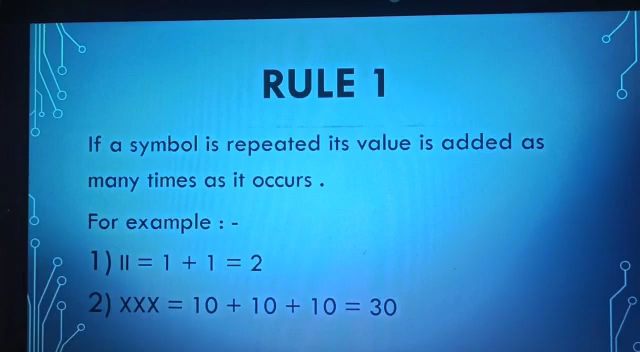 RULE 1
If a symbol is repeated its value is added as
many times as it occurs .
For example : -
1) II = 1 + 1 = 2
2) XXX = 10 + 10 + 10 = 30